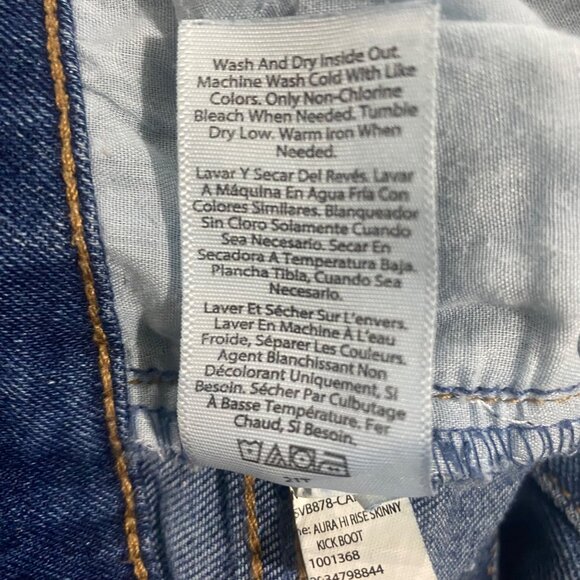 Wash And Dry Inside Out.
Machine Wash Cold With Like
Colors. Only Non-Chlorine
Bleach When Needed. Tumble
Dry Low. Warm Iron When
Needed.
Lavar Y Secar Del Revés. Lavar
A Máquina En Agua Fría Con
Colores Similares. Blanqueador
Sin Cloro Solamente Cuando
Sea Necesario. Secar En
Secadora A Temperatura Baja.
Plancha Tibia, Cuando Sea
Necesario.
Laver Et Sécher Sur L'envers.
Laver En Machine À L'eau
Froide, Séparer Les Couleurs.
Agent Blanchissant Non
Décolorant Uniquement, Si
Besoin. Sécher Par Culbutage
À Basse Température. Fer
Chaud, Si Besoin.
AURA HI RISE SKINNY
KICK BOOT
1001368
34798844